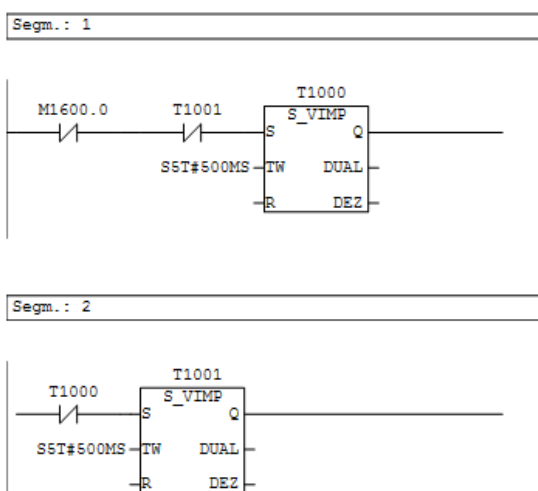 Segm.: 1
T1000
M1600.0 T1001 S_VIMP
S Q
S5T#500MS TW DUAL
R DEZ
Segm.: 2
T1001
T1000 S_VIMP
S Q
S5T#500MS TW DUAL
R DEZ